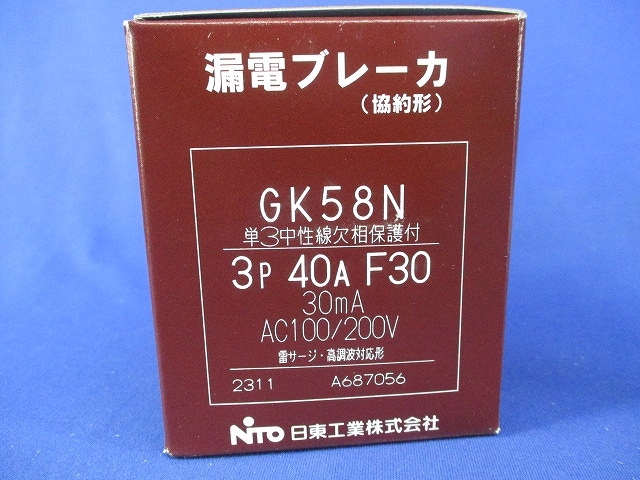 漏電ブレーカ
(協約形)
GK58N
単3中性線欠相保護付
3P 40A F30
30mA
AC100/200V
雷サージ・高調波対応形
2311 A687056
NITO 日東工業株式会社